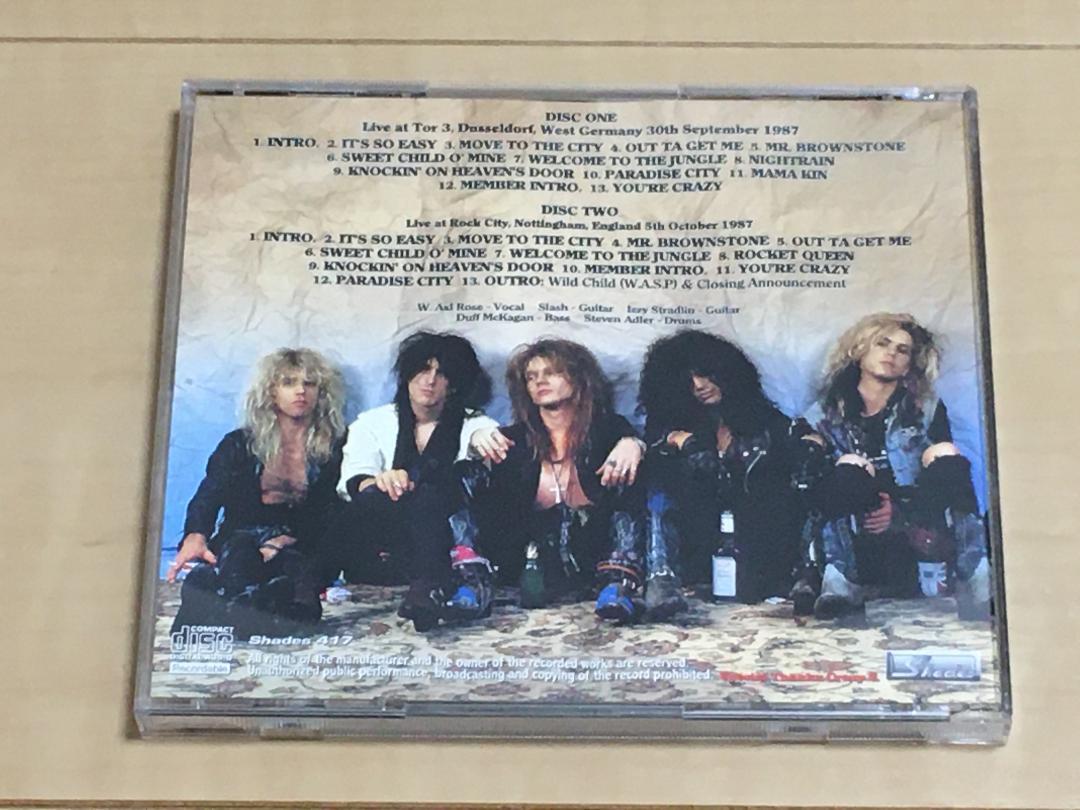 DISC ONE
Live at Tor 3, Dusseldorf, West Germany 30th September 1987
1. INTRO, 2. IT'S SO EASY 3. MOVE TO THE CITY 4. OUT TA GET ME 5. MR. BROWNSTONE
6. SWEET CHILD O' MINE 7. WELCOME TO THE JUNGLE 8. NIGHTRAIN
9. KNOCKIN' ON HEAVEN'S DOOR 10. PARADISE CITY 11. MAMA KIN
12. MEMBER INTRO, 13. YOU'RE CRAZY
DISC TWO
Live at Rock City, Nottingham, England 5th October 1987
1. INTRO, 2. IT'S SO EASY 3. MOVE TO THE CITY 4. MR. BROWNSTONE 5. OUT TA GET ME
6. SWEET CHILD O' MINE 7. WELCOME TO THE JUNGLE 8. ROCKET QUEEN
9. KNOCKIN' ON HEAVEN'S DOOR 10. MEMBER INTRO, 11. YOU'RE CRAZY
12. PARADISE CITY 13. OUTRO: Wild Child (W.A.S.P) & Closing Announcement
W. Axl Rose - Vocal Slash - Guitar Izzy Stradlin - Guitar
Duff McKagan - Bass Steven Adler - Drums
COMPACT
disc
DIGITAL AUDIO
Recordable
Shades 417
All rights of the manufacturer and the owner of the recorded works are reserved.
Unauthorized public performance, broadcasting and copying of the record prohibited.